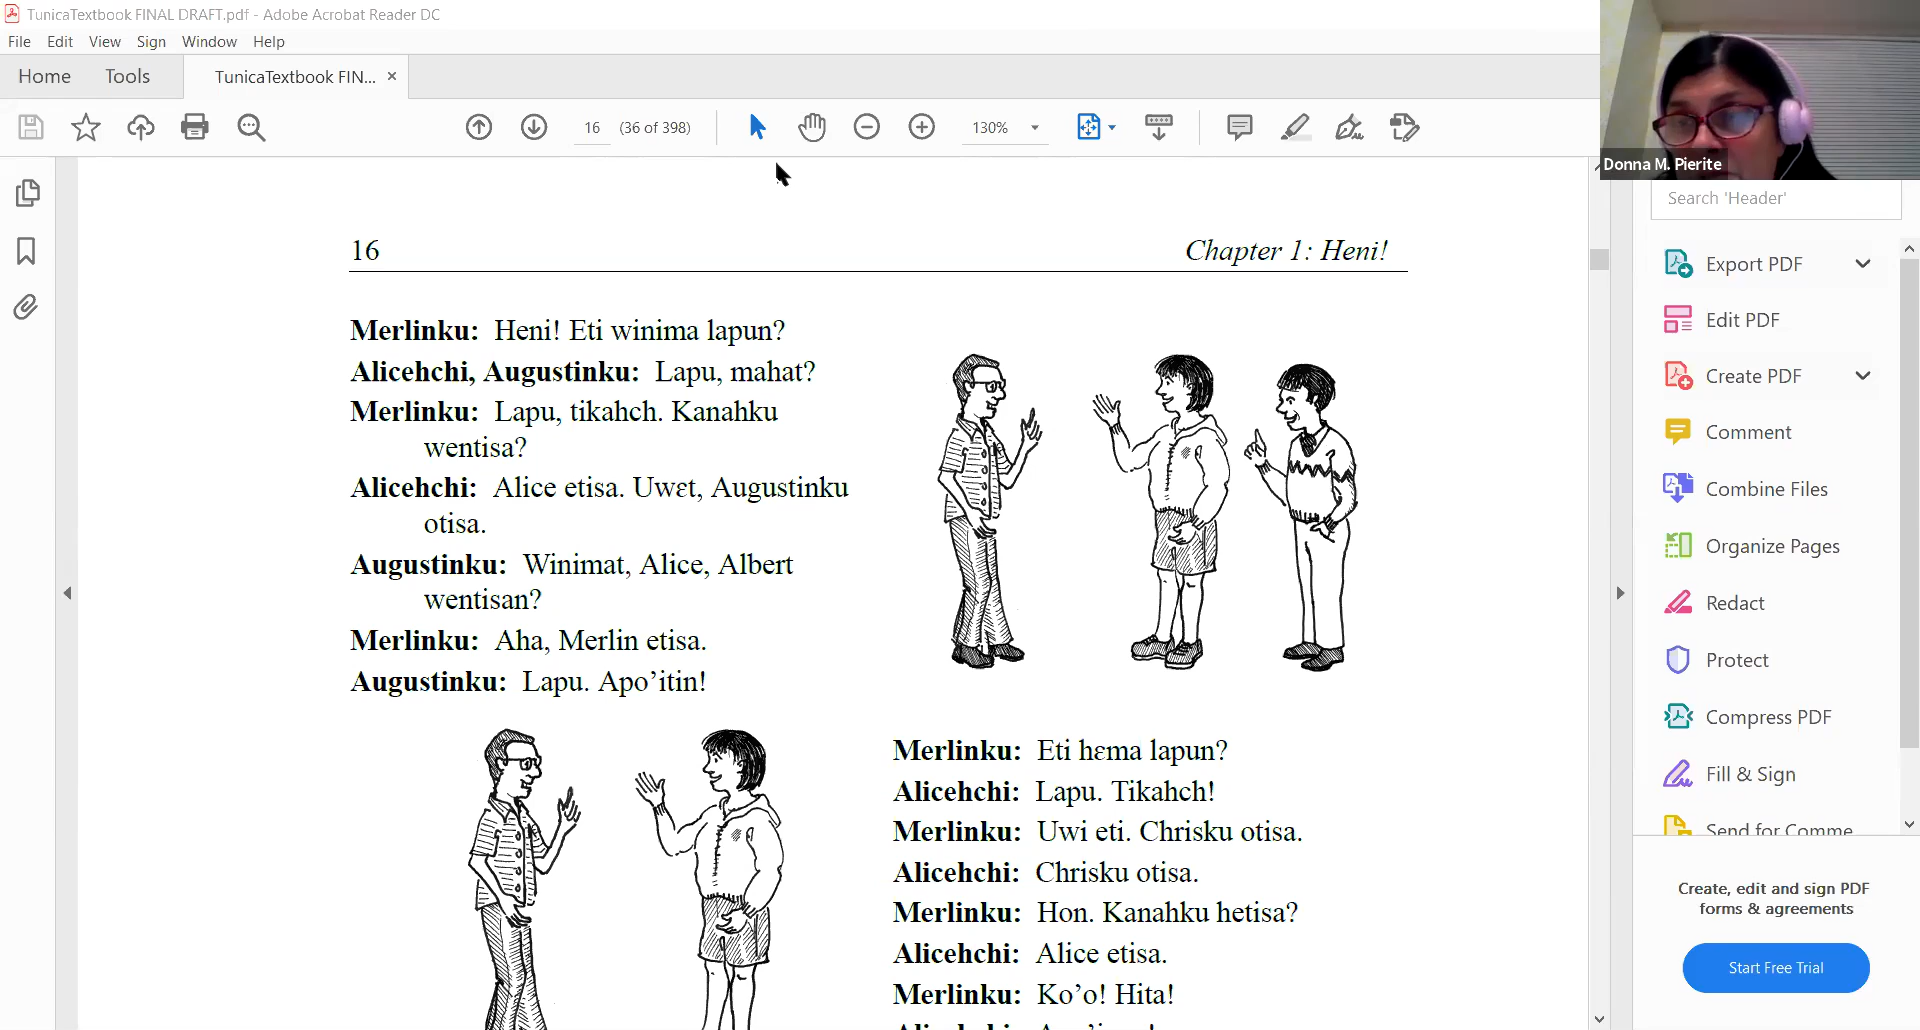 TunicaTextbook FINAL DRAFT.pdf - Adobe Acrobat Reader DC
File Edit View Sign Window Help
Home Tools TunicaTextbook FIN... ×
16 (36 of 398) 130%
Donna M. Pierite
Search 'Header'
16 Chapter 1: Heni!
Merlinku: Heni! Eti winima lapun?
Alicehchi, Augustinku: Lapu, mahat?
Merlinku: Lapu, tikahch. Kanahku
wentisa?
Alicehchi: Alice etisa. Uwɛt, Augustinku
otisa.
Augustinku: Winimat, Alice, Albert
wentisan?
Merlinku: Aha, Merlin etisa.
Augustinku: Lapu. Apo’itin!
Merlinku: Eti hɛma lapun?
Alicehchi: Lapu. Tikahch!
Merlinku: Uwi eti. Chrisku otisa.
Alicehchi: Chrisku otisa.
Merlinku: Hon. Kanahku hetisa?
Alicehchi: Alice etisa.
Merlinku: Ko’o! Hita!
Export PDF
Edit PDF
Create PDF
Comment
Combine Files
Organize Pages
Redact
Protect
Compress PDF
Fill & Sign
Send for Comme
Create, edit and sign PDF
forms & agreements
Start Free Trial